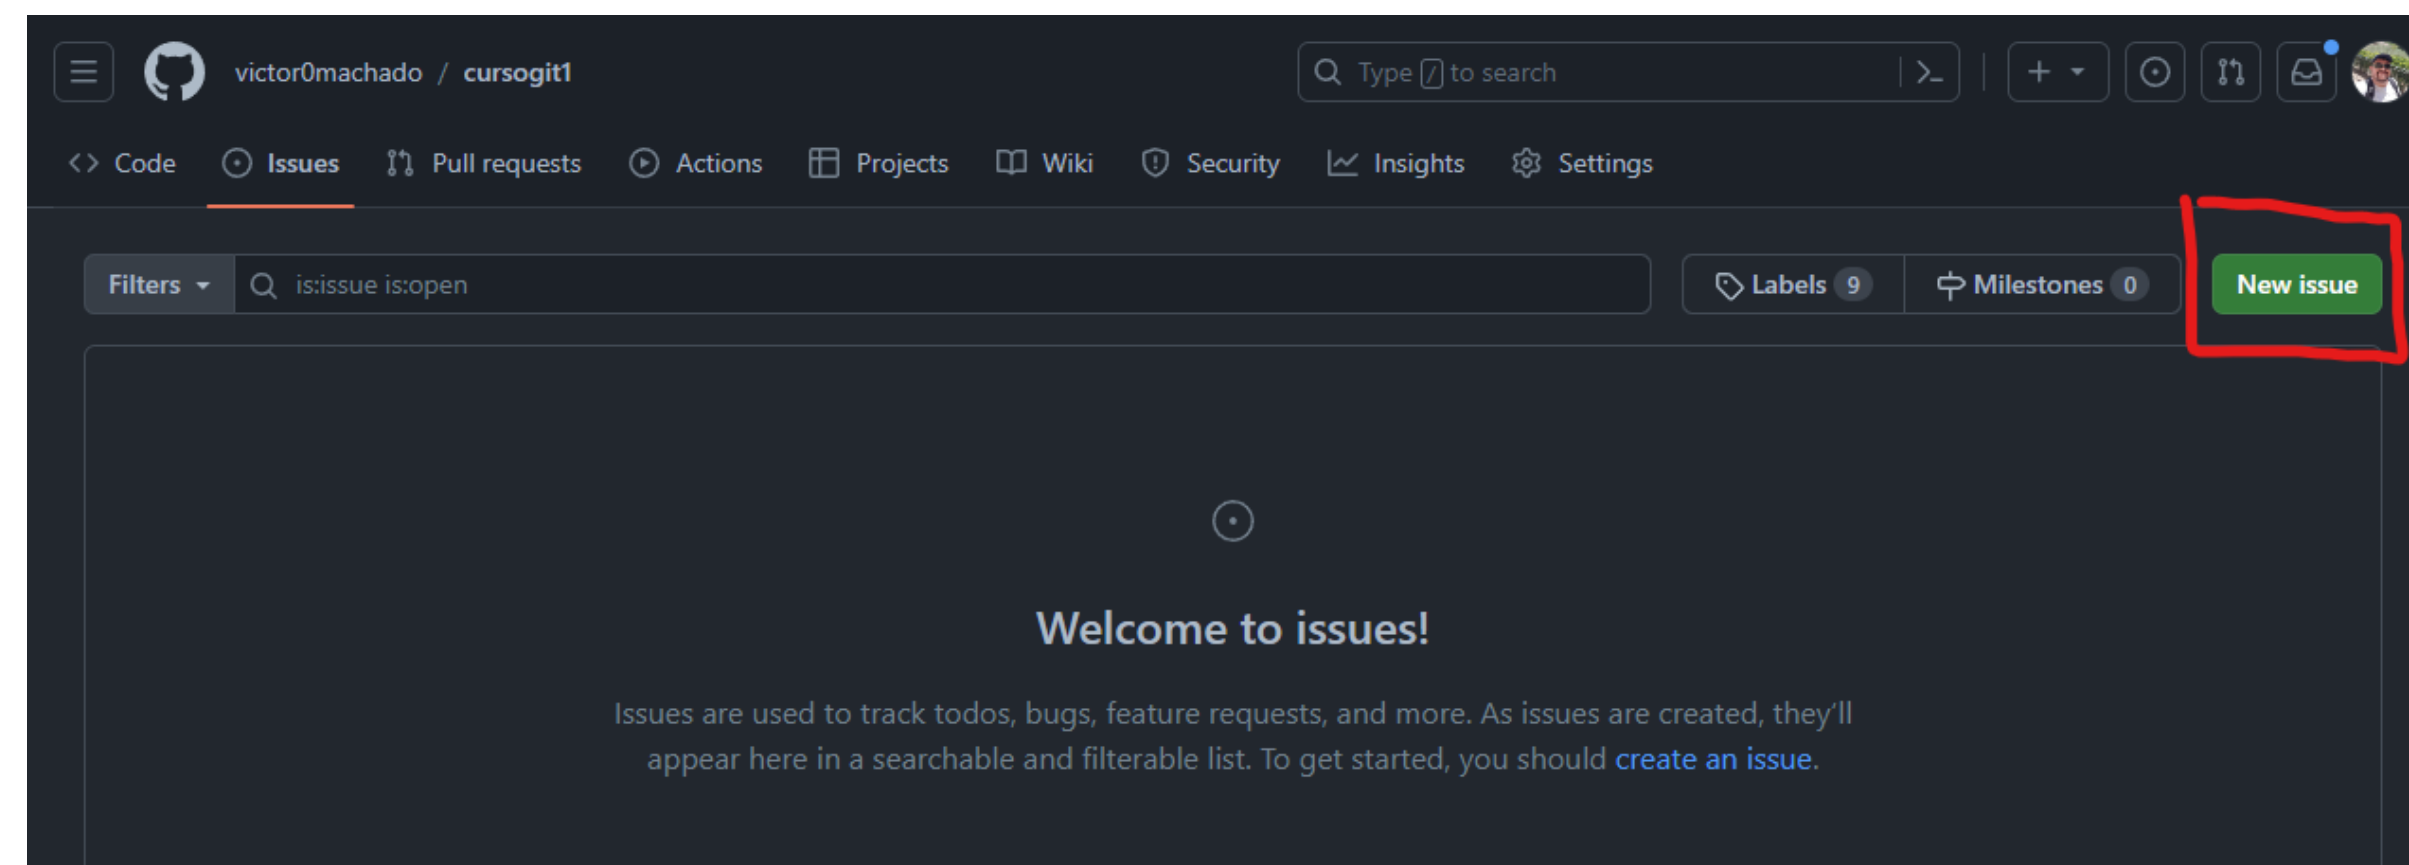 victor0machado / cursogit1
Type / to search
Code Issues Pull requests Actions Projects Wiki Security Insights Settings
Filters is:issue is:open Labels 9 Milestones 0 New issue
Welcome to issues!
Issues are used to track todos, bugs, feature requests, and more. As issues are created, they'll
appear here in a searchable and filterable list. To get started, you should create an issue.